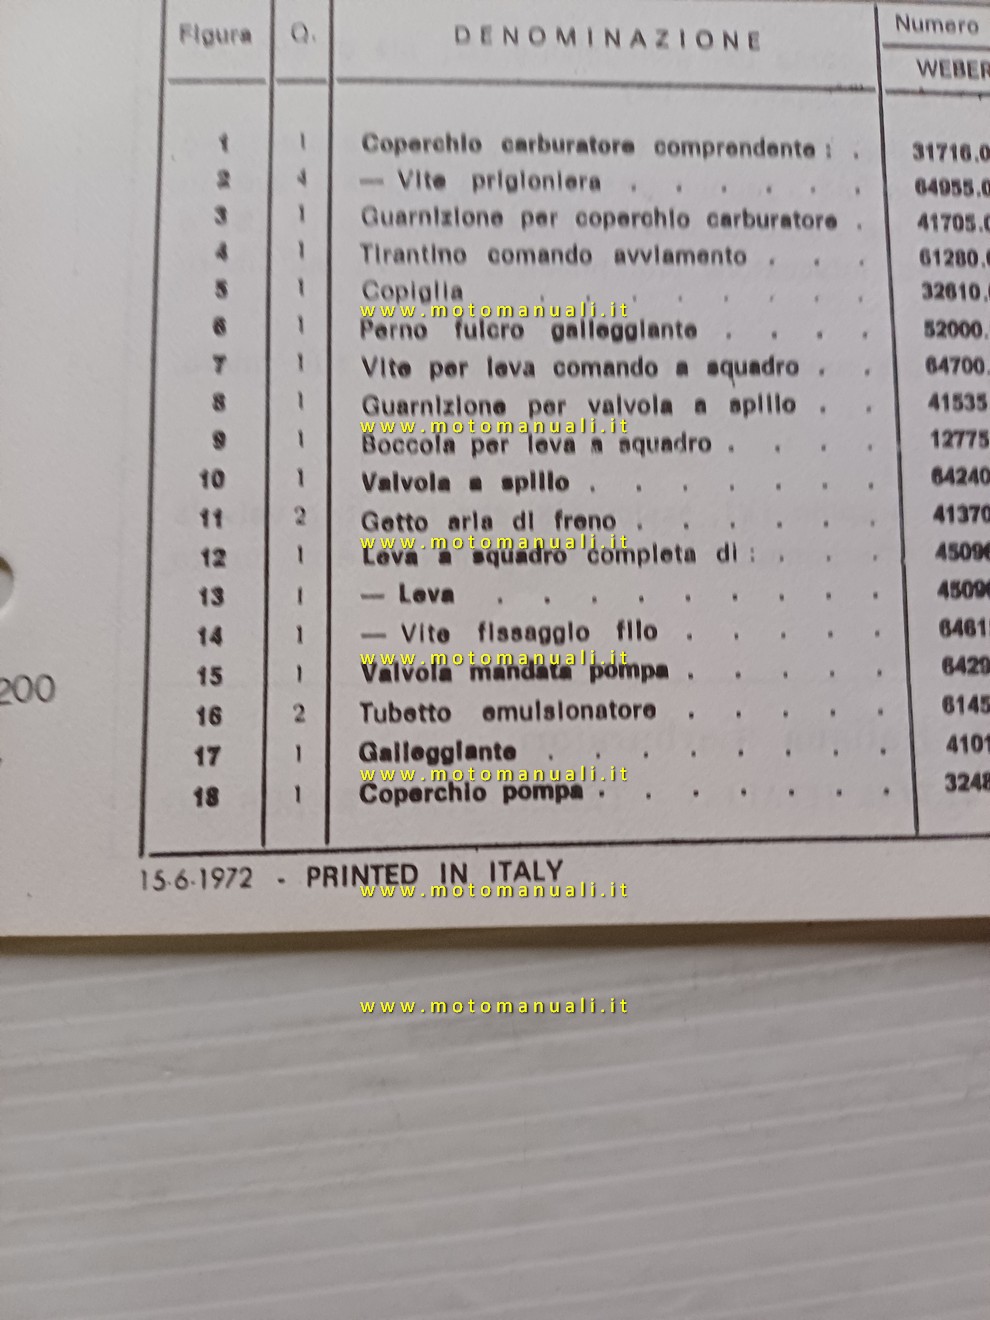 Figura Q. DENOMINAZIONE Numero
WEBER
1 1 Coperchio carburatore comprendente : . 31716.0
2 4 — Vite prigioniera . . . . . . 64955.0
3 1 Guarnizione per coperchio carburatore . 41705.0
4 1 Tirantino comando avviamento . . . 61280.
5 1 Copiglia . . . . . . . . 32610.
www.motomanuali.it
6 1 Perno fulcro galleggiante . . . . 52000.
7 1 Vite per leva comando a squadro . . 64700.
8 1 Guarnizione per valvola a spillo . . 41535
www.motomanuali.it
9 1 Boccola per leva a squadro . . . . 12775
10 1 Valvola a spillo . . . . . . . 64240
11 2 Getto aria di freno . . . . . . 41370
www.motomanuali.it
12 1 Leva a squadro completa di : . . . 45096
13 1 — Leva . . . . . . . . . 45096
14 1 — Vite fissaggio filo . . . . . 6461
www.motomanuali.it
15 1 Valvola mandata pompa . . . . . 6429
200
16 2 Tubetto emulsionatore . . . . . 6145
17 1 Galleggiante . . . . . . . . 4101
www.motomanuali.it
18 1 Coperchio pompa . . . . . . . 3248
15-6-1972 - PRINTED IN ITALY
www.motomanuali.it
www.motomanuali.it